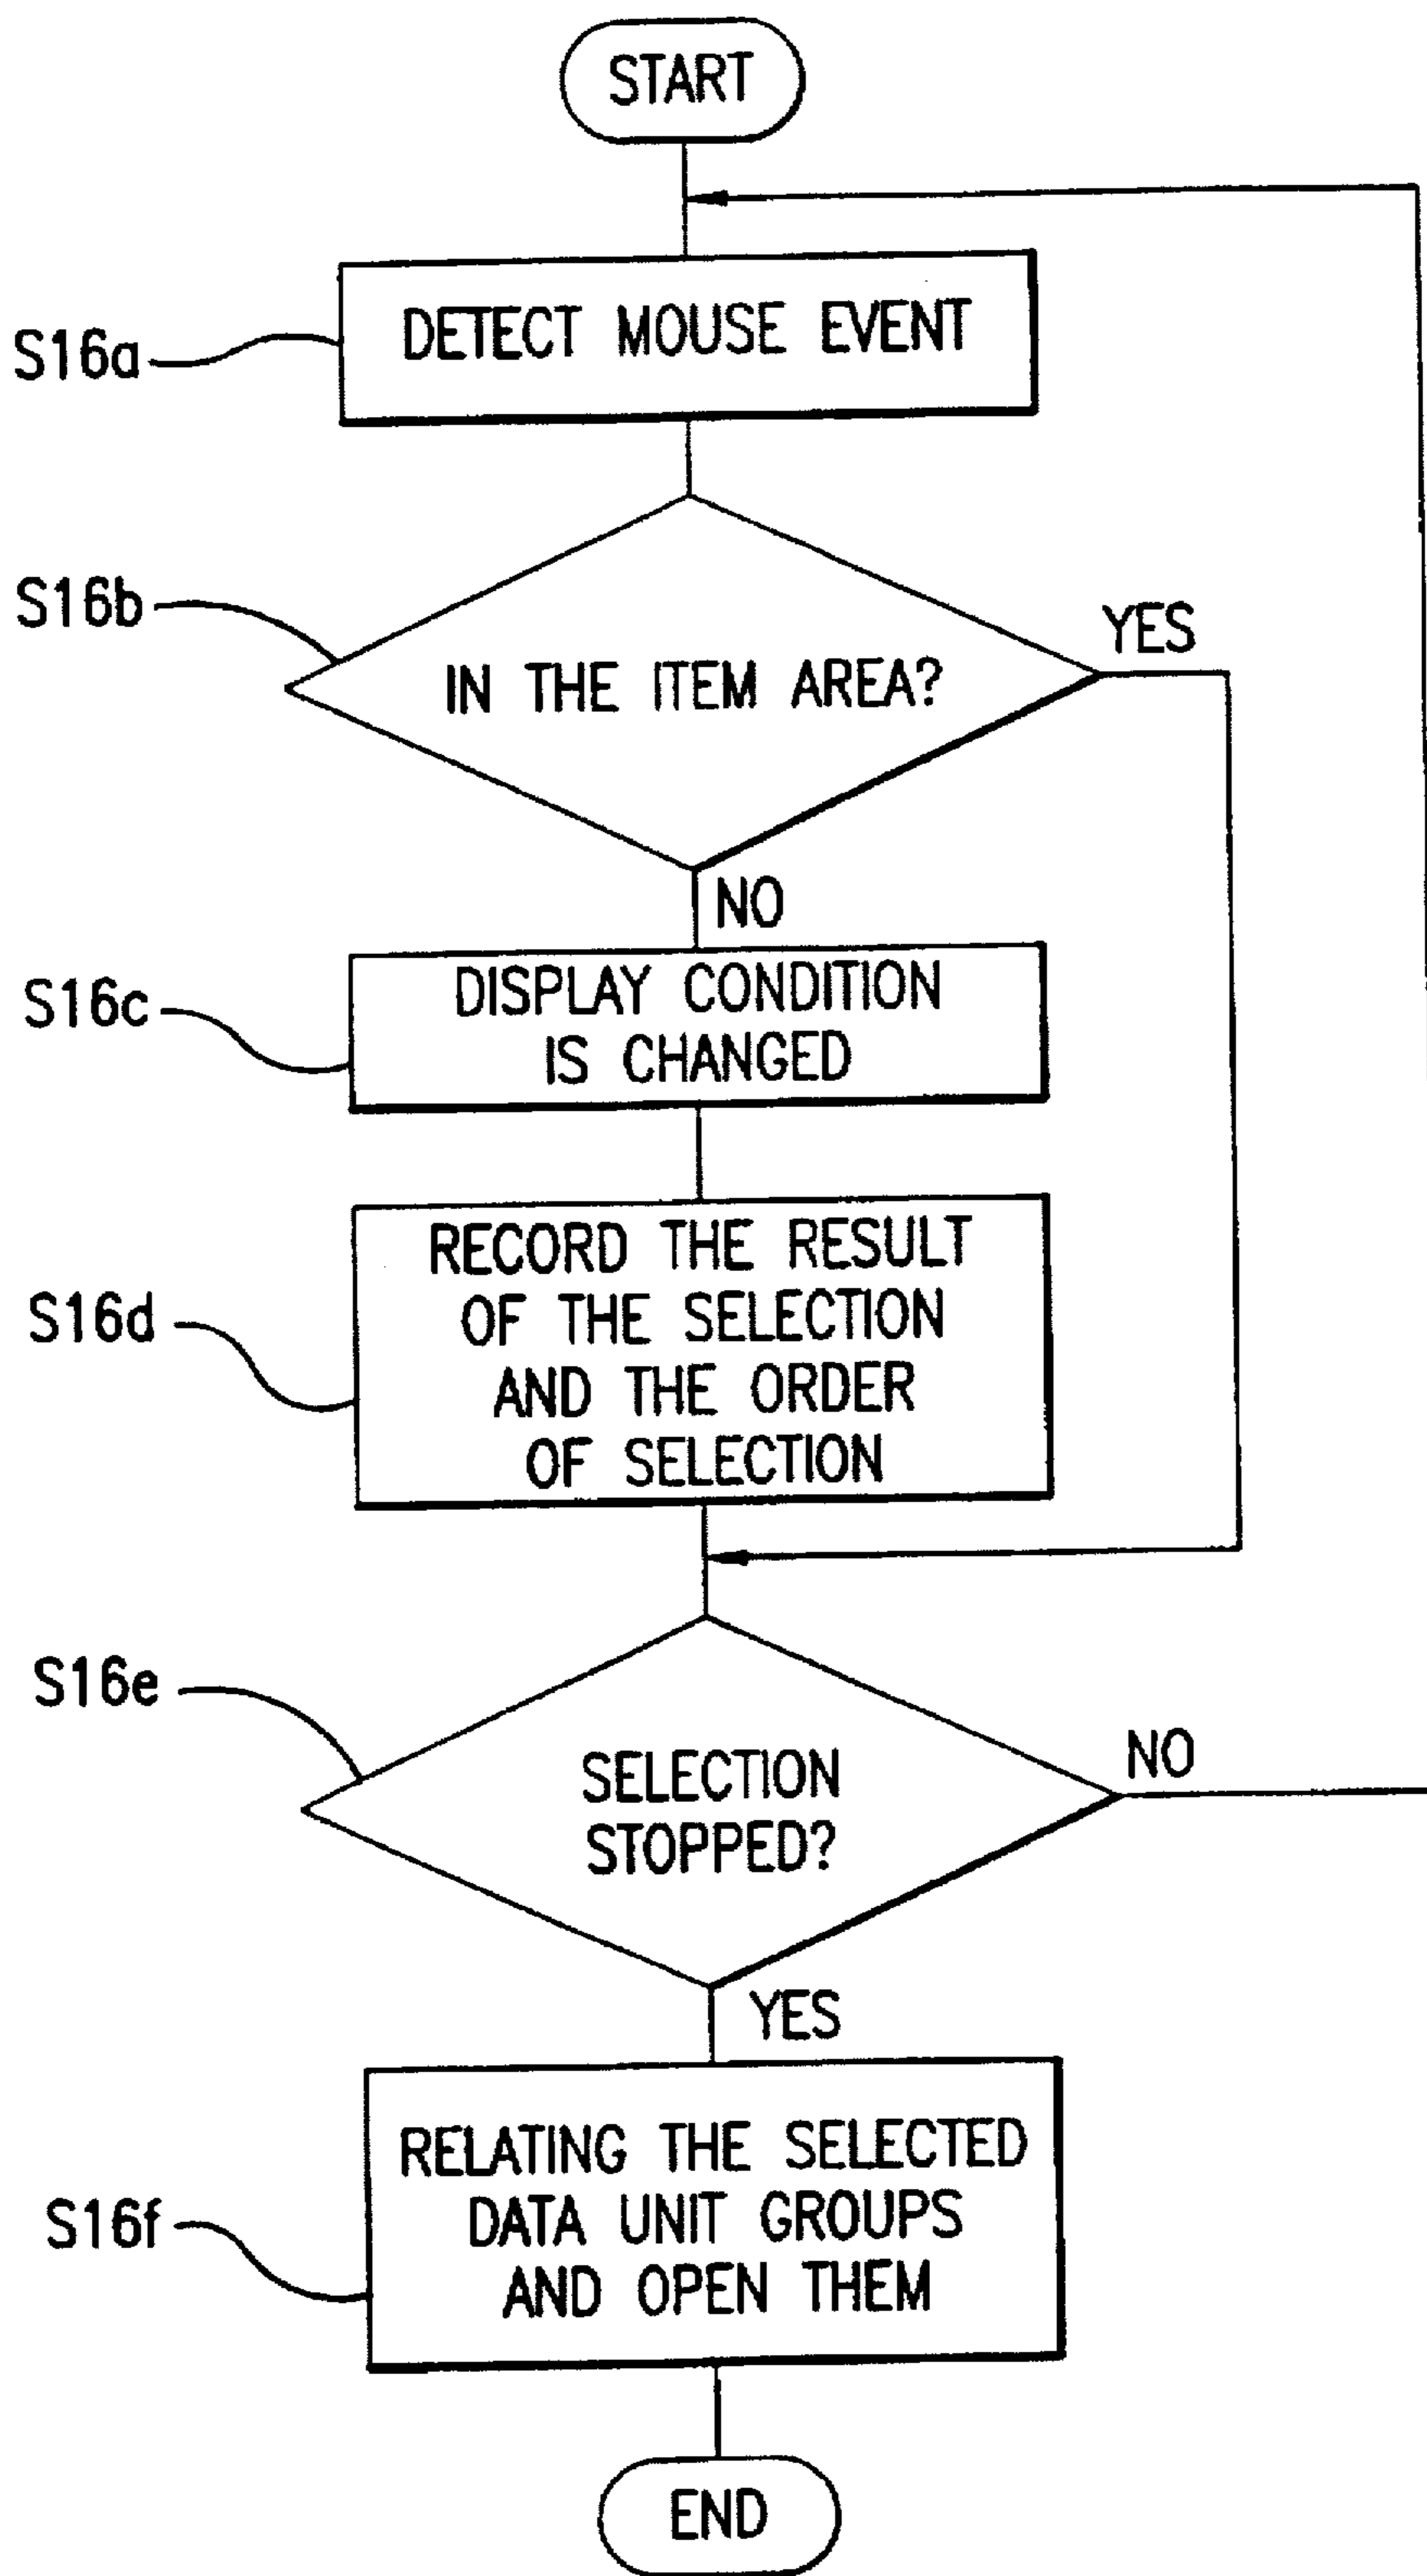 START
S16a
DETECT MOUSE EVENT
S16b
IN THE ITEM AREA?
YES
NO
S16c
DISPLAY CONDITION
IS CHANGED
S16d
RECORD THE RESULT
OF THE SELECTION
AND THE ORDER
OF SELECTION
S16e
SELECTION
STOPPED?
NO
YES
S16f
RELATING THE SELECTED
DATA UNIT GROUPS
AND OPEN THEM
END